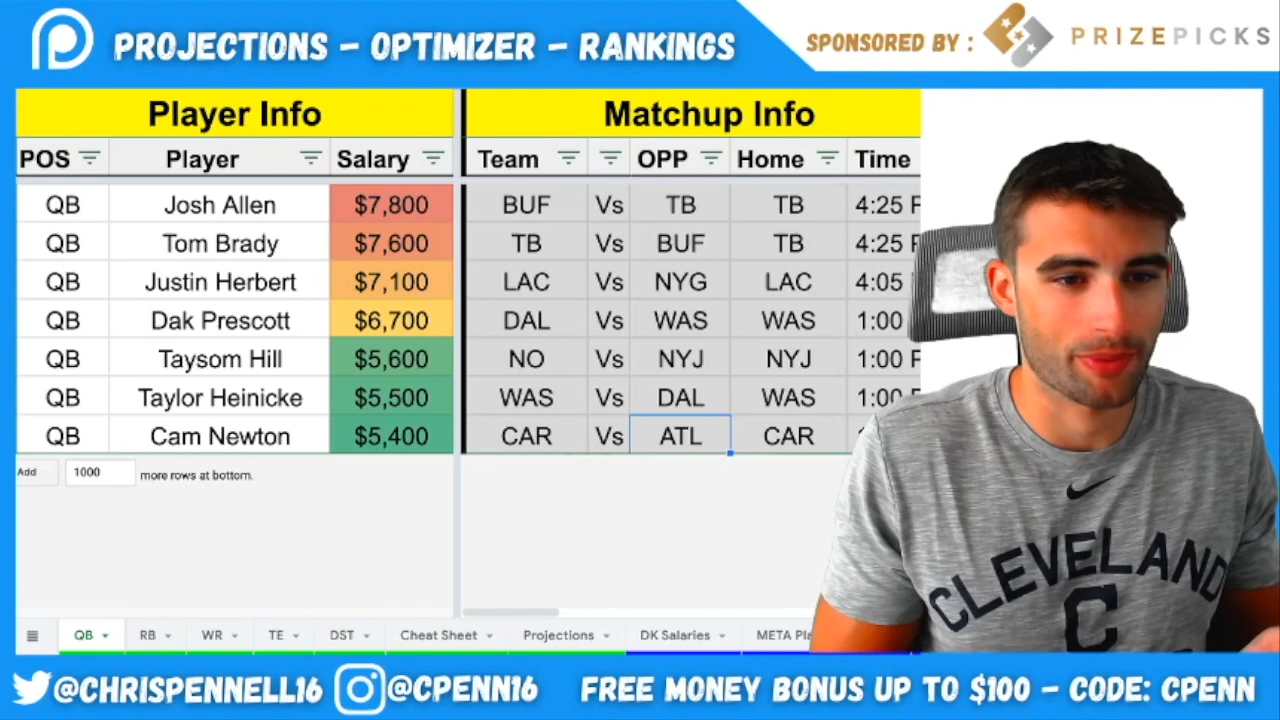 PROJECTIONS - OPTIMIZER - RANKINGS
SPONSORED BY : PRIZEPICKS
Player Info Matchup Info
POS Player Salary Team OPP Home Time
QB Josh Allen $7,800 BUF Vs TB TB 4:25
QB Tom Brady $7,600 TB Vs BUF TB 4:25
QB Justin Herbert $7,100 LAC Vs NYG LAC 4:05
QB Dak Prescott $6,700 DAL Vs WAS WAS 1:00
QB Taysom Hill $5,600 NO Vs NYJ NYJ 1:00
QB Taylor Heinicke $5,500 WAS Vs DAL WAS 1:00
QB Cam Newton $5,400 CAR Vs ATL CAR
Add 1000 more rows at bottom.
CLEVELAND
C
QB RB WR TE DST Cheat Sheet Projections DK Salaries META
@CHRISPENNELL16 @CPENN16 FREE MONEY BONUS UP TO $100 - CODE: CPENN